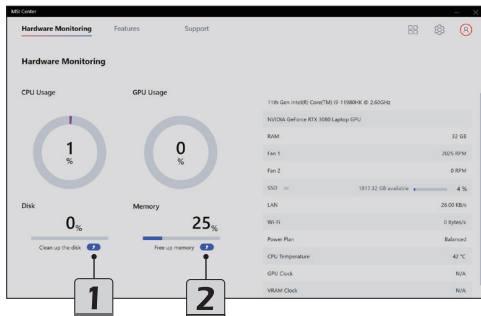 MSI Center
Hardware Monitoring Features Support
Hardware Monitoring
CPU Usage GPU Usage
1
%
0
%
Disk Memory
0% 25%
Clean up the disk Free up memory
1 2
11th Gen Intel(R) Core(TM) i9-11980HK @ 2.60GHz
NVIDIA GeForce RTX 3080 Laptop GPU
RAM 32 GB
Fan 1 2025 RPM
Fan 2 0 RPM
SSD 1817.32 GB available 4 %
LAN 26.00 KB/s
Wi-Fi 0 Bytes/s
Power Plan Balanced
CPU Temperature 42 °C
GPU Clock N/A
VRAM Clock N/A